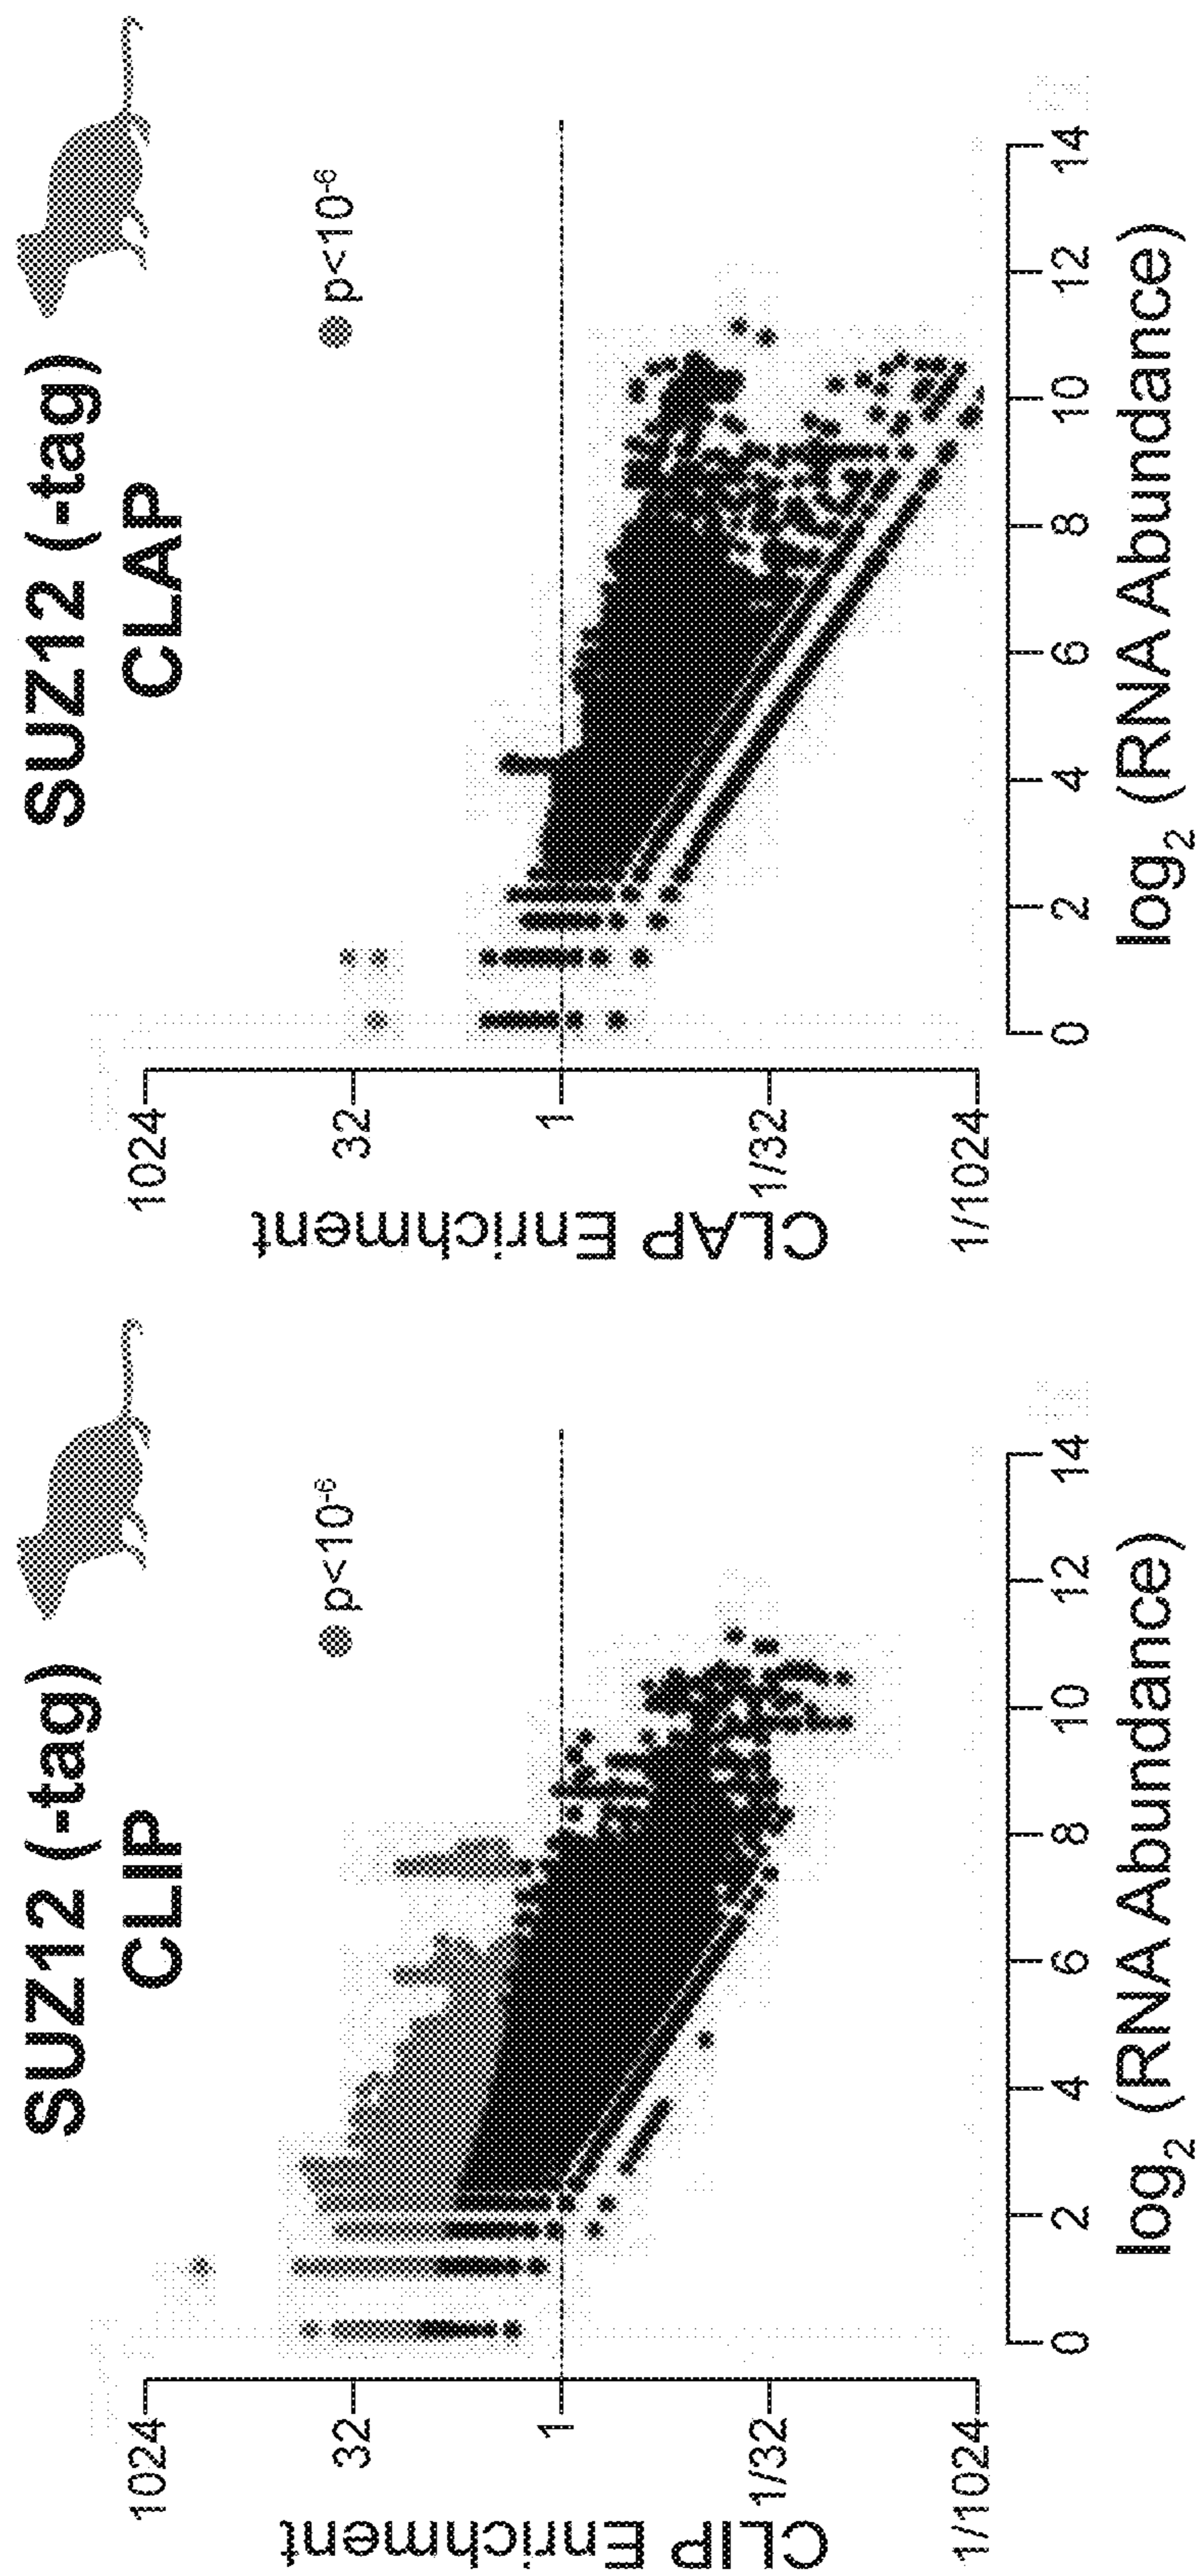 SUZ12 (-tag)
CLIP
p<10-6
CLIP Enrichment
1024
32
1
1/32
1/1024
0 2 4 6 8 10 12 14
log2 (RNA Abundance)
SUZ12 (-tag)
CLAP
p<10-6
CLAP Enrichment
1024
32
1
1/32
1/1024
0 2 4 6 8 10 12 14
log2 (RNA Abundance)